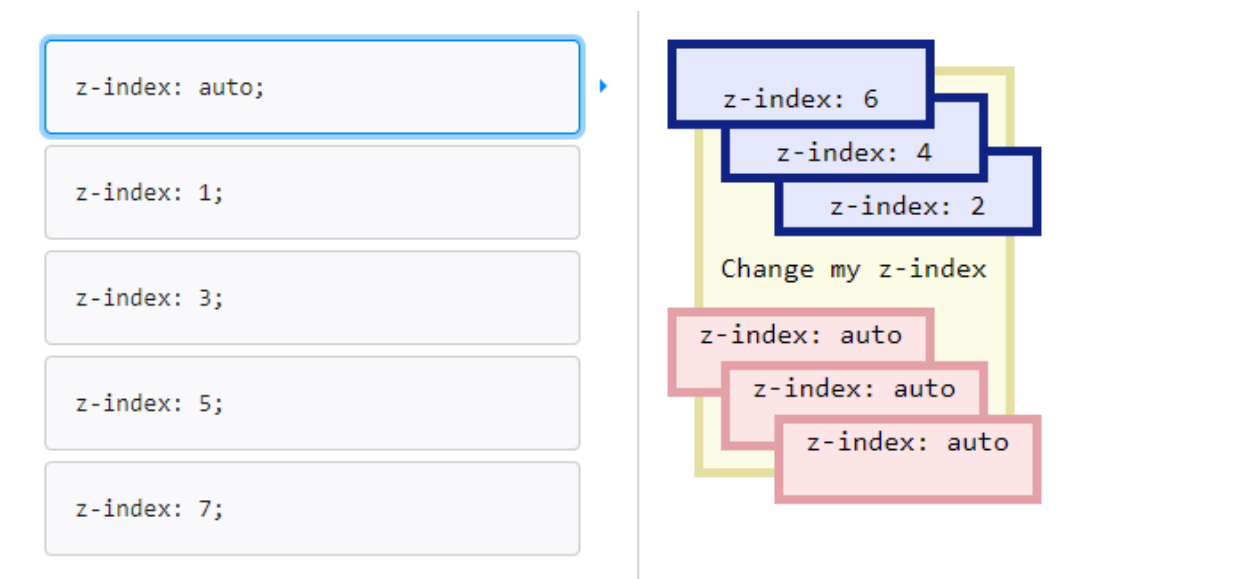 z-index: auto;
z-index: 1;
z-index: 3;
z-index: 5;
z-index: 7;
z-index: 6
z-index: 4
z-index: 2
Change my z-index
z-index: auto
z-index: auto
z-index: auto